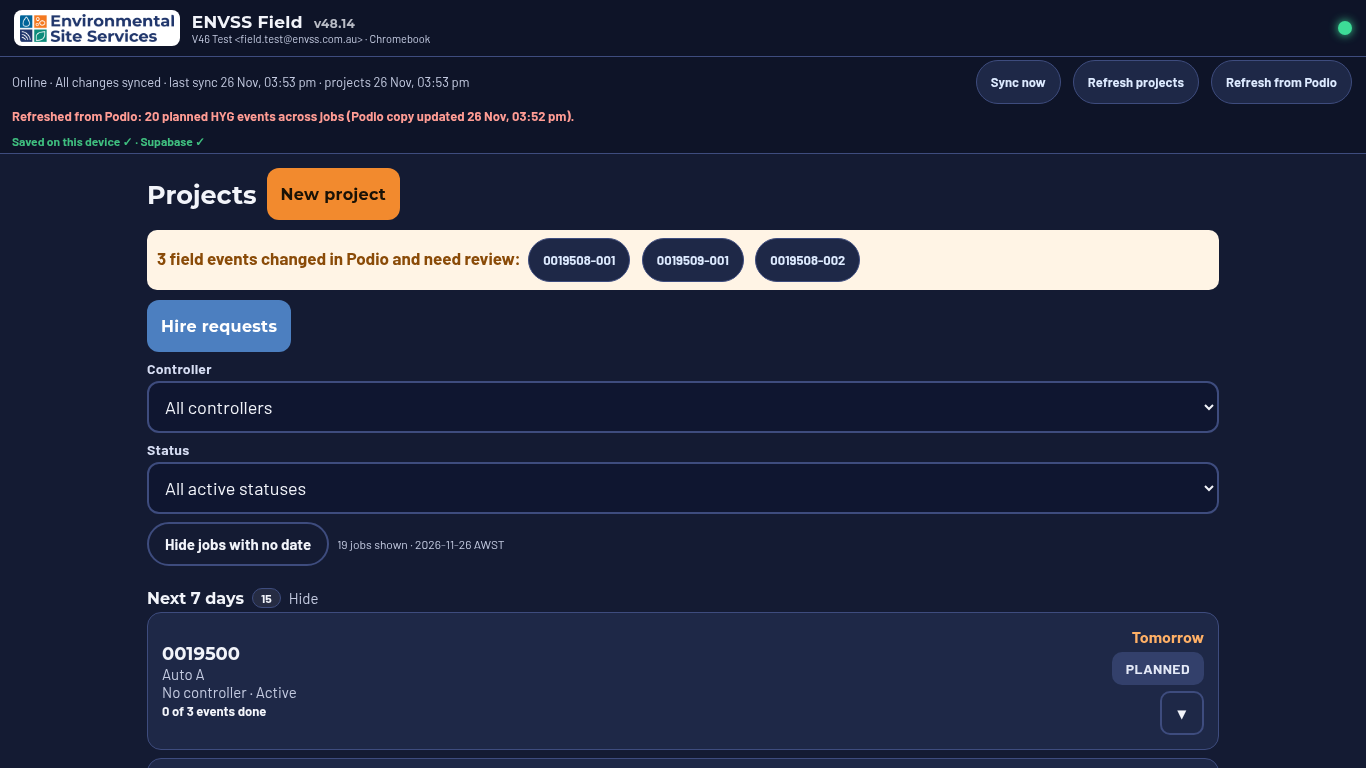 Environmental
Site Services
ENVSS Field v48.14
V46 Test <field.test@envss.com.au> · Chromebook
Online · All changes synced · last sync 26 Nov, 03:53 pm · projects 26 Nov, 03:53 pm
Sync now
Refresh projects
Refresh from Podio
Refreshed from Podio: 20 planned HYG events across jobs (Podio copy updated 26 Nov, 03:52 pm).
Saved on this device ✓ · Supabase ✓
Projects
New project
3 field events changed in Podio and need review:
0019508-001
0019509-001
0019508-002
Hire requests
Controller
All controllers
Status
All active statuses
Hide jobs with no date
19 jobs shown · 2026-11-26 AWST
Next 7 days 15 Hide
0019500
Auto A
No controller · Active
0 of 3 events done
Tomorrow
PLANNED
▼